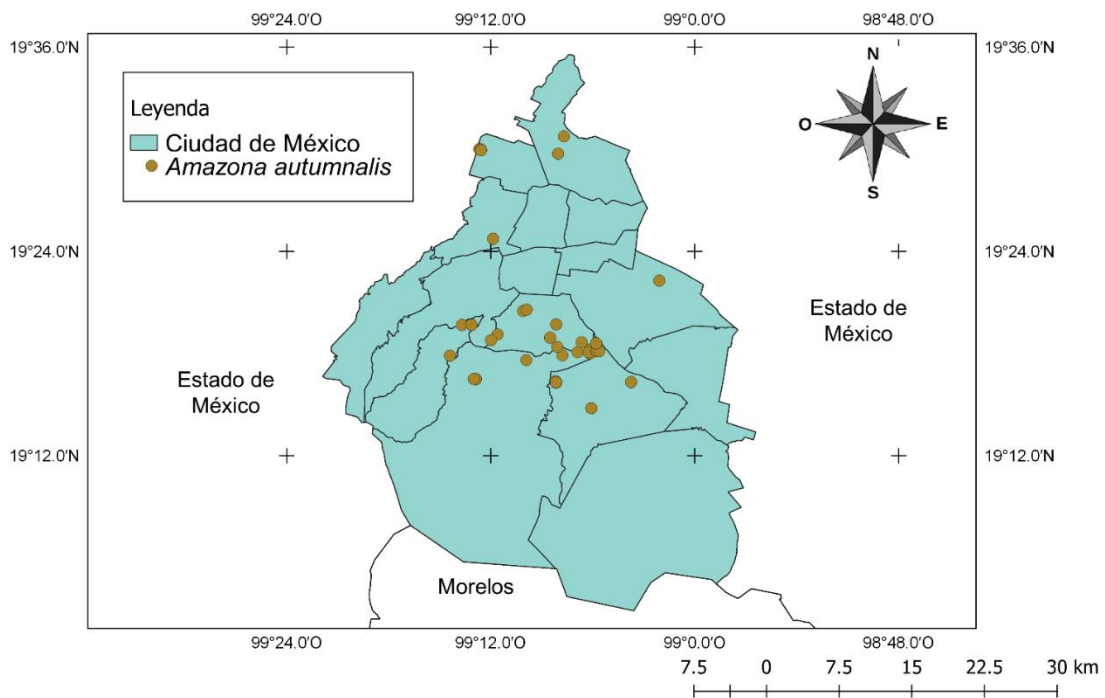 99°24.0'O 99°12.0'O 99°0.0'O 98°48.0'O
19°36.0'N 19°36.0'N
Leyenda
Ciudad de México
Amazona autumnalis
N
O E
S
19°24.0'N 19°24.0'N
Estado de
México
Estado de
México
19°12.0'N 19°12.0'N
Morelos
99°24.0'O 99°12.0'O 99°0.0'O 98°48.0'O
7.5 0 7.5 15 22.5 30 km